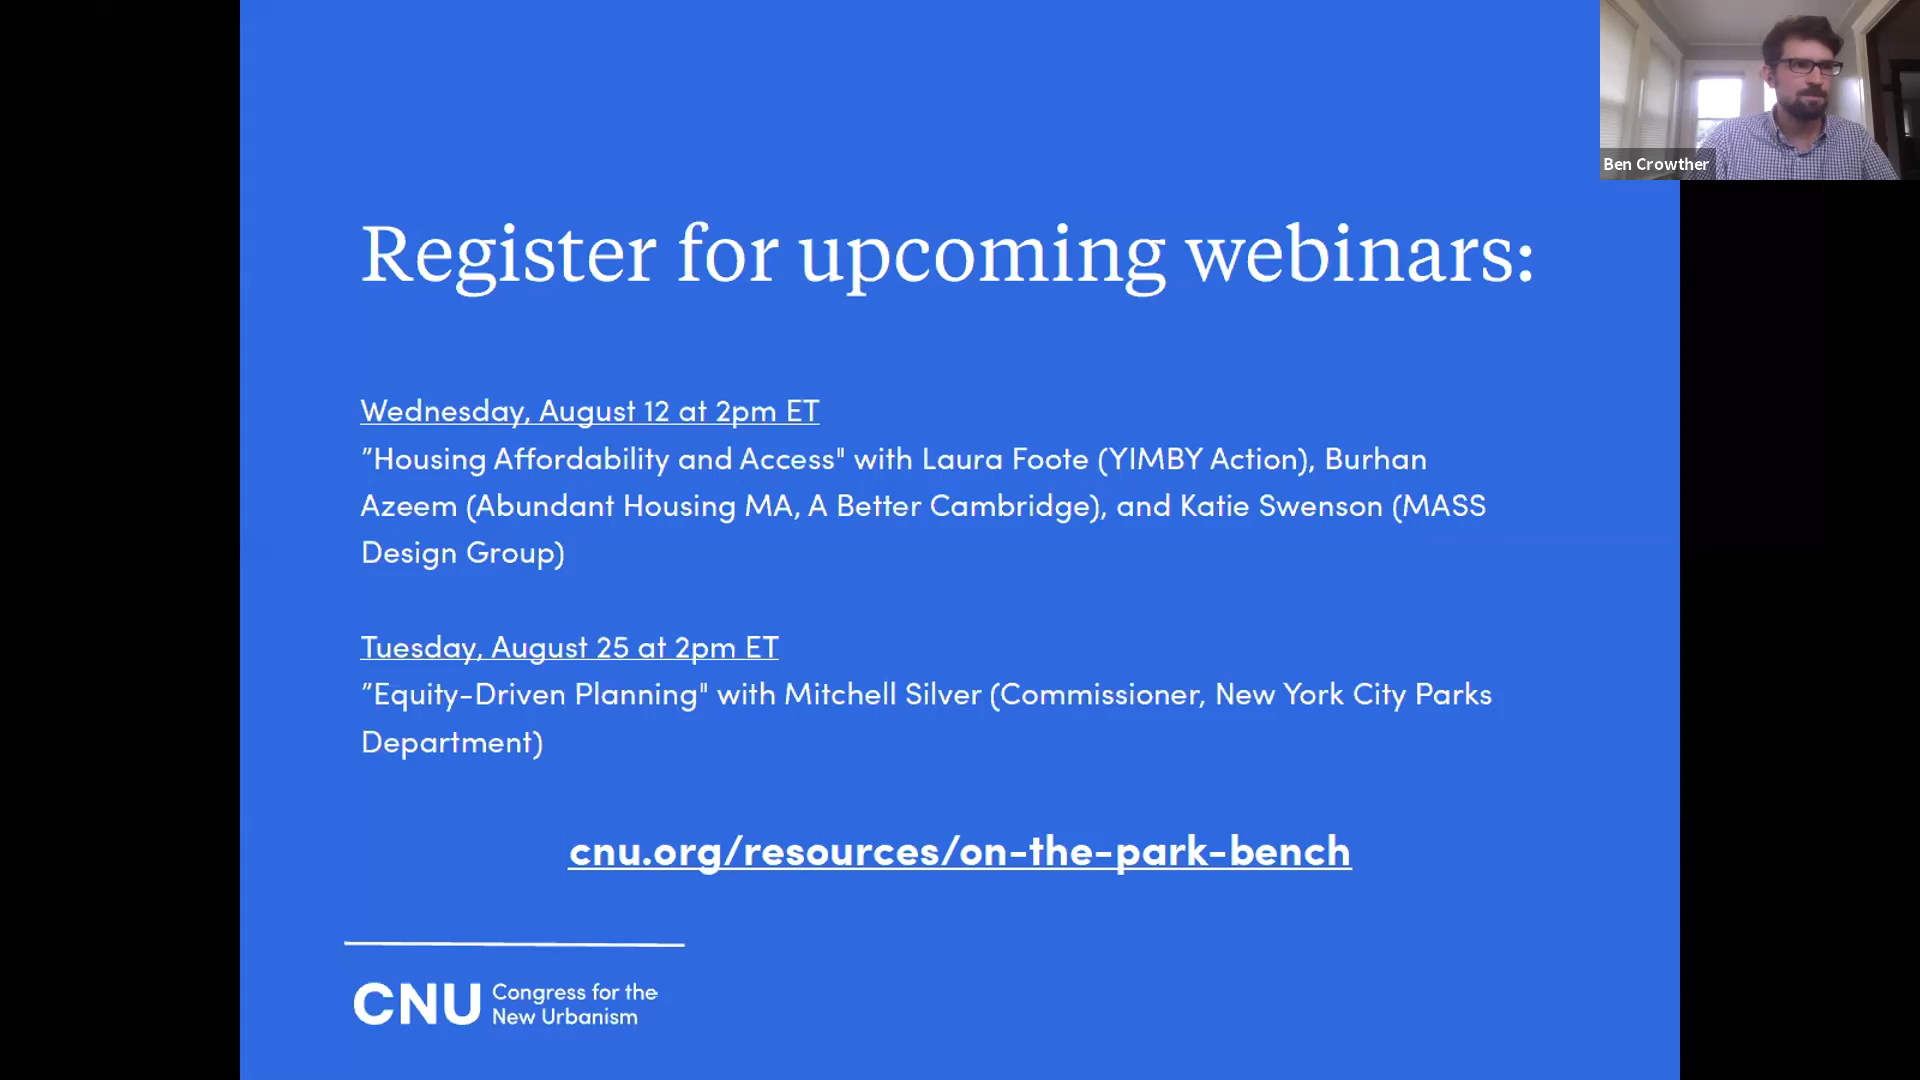 Ben Crowther
Register for upcoming webinars:
Wednesday, August 12 at 2pm ET
”Housing Affordability and Access" with Laura Foote (YIMBY Action), Burhan
Azeem (Abundant Housing MA, A Better Cambridge), and Katie Swenson (MASS
Design Group)
Tuesday, August 25 at 2pm ET
”Equity-Driven Planning" with Mitchell Silver (Commissioner, New York City Parks
Department)
cnu.org/resources/on-the-park-bench
CNU Congress for the
New Urbanism